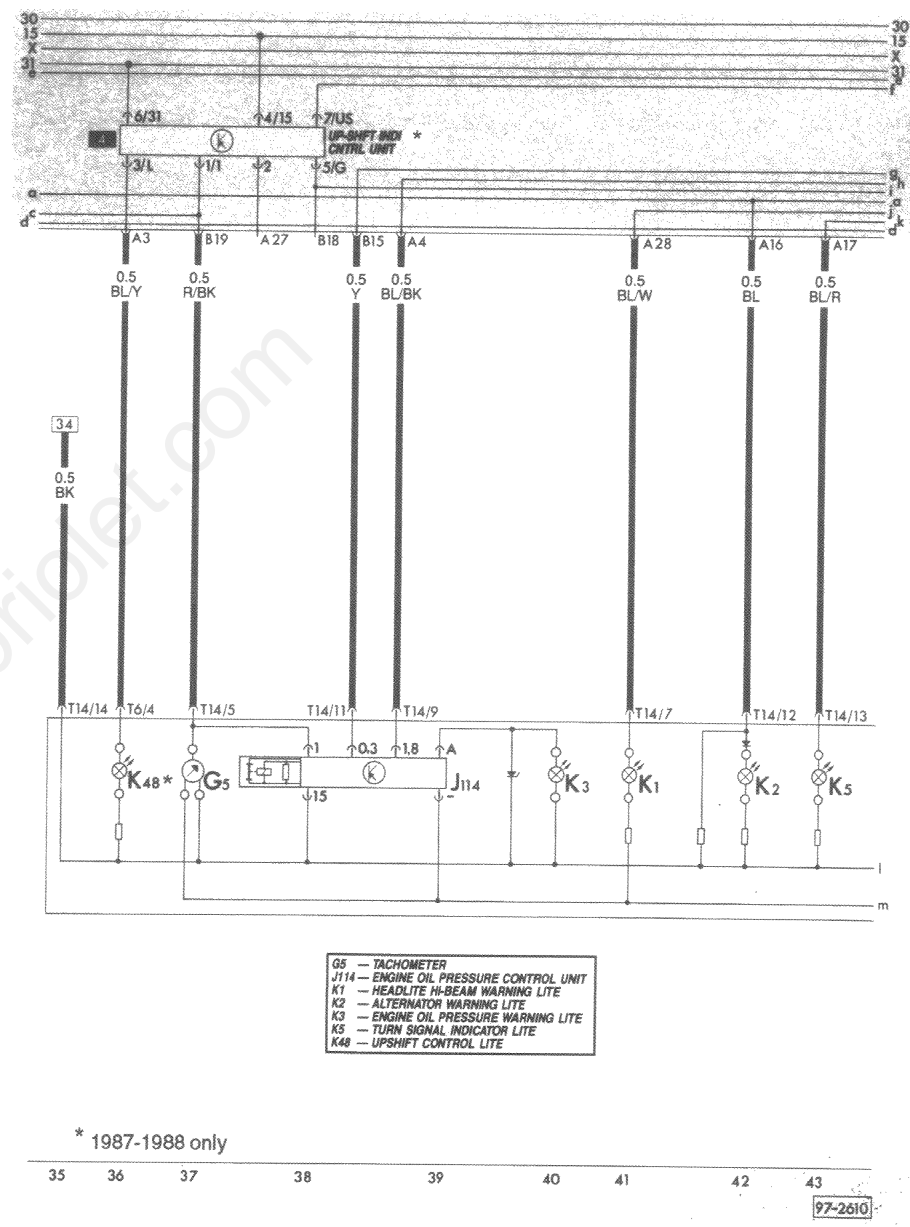 30 30
15 15
X X
31 31
e e
f
6/31 4/15 7/US
UP-SHFT INDI *
CNTRL UNIT
3/L 1/1 2 5/G
g
h
i
a a
c j
k
d d
A3 B19 A27 B18 B15 A4 A28 A16 A17
0.5 0.5 0.5 0.5 0.5 0.5 0.5
BL/Y R/BK Y BL/BK BL/W BL BL/R
34
0.5
BK
riolet.com
T14/14 T6/4 T14/5 T14/11 T14/9 T14/7 T14/12 T14/13
1 0,3 1,8 A
K48* G5 J114 K3 K1 K2 K5
15 -
l
m
G5 — TACHOMETER
J114 — ENGINE OIL PRESSURE CONTROL UNIT
K1 — HEADLITE HI-BEAM WARNING LITE
K2 — ALTERNATOR WARNING LITE
K3 — ENGINE OIL PRESSURE WARNING LITE
K5 — TURN SIGNAL INDICATOR LITE
K48 — UPSHIFT CONTROL LITE
* 1987-1988 only
35 36 37 38 39 40 41 42 43
97-2610